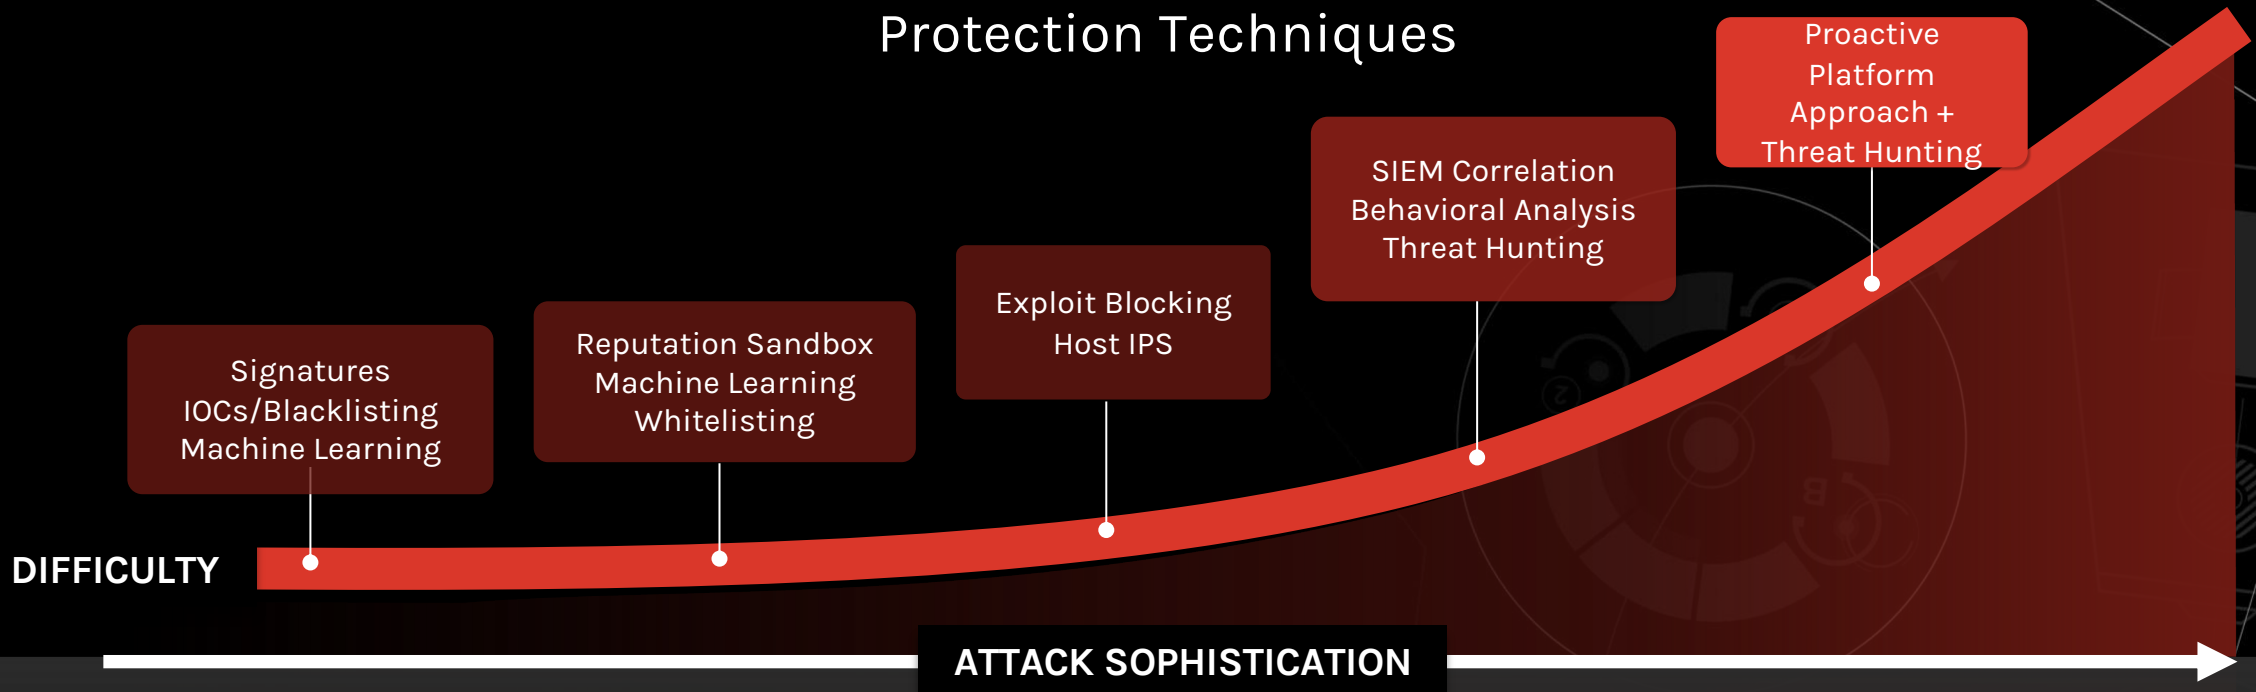 Protection Techniques
Signatures
IOCs/Blacklisting
Machine Learning
Reputation Sandbox
Machine Learning
Whitelisting
Exploit Blocking
Host IPS
SIEM Correlation
Behavioral Analysis
Threat Hunting
Proactive
Platform
Approach +
Threat Hunting
DIFFICULTY
ATTACK SOPHISTICATION
2
B